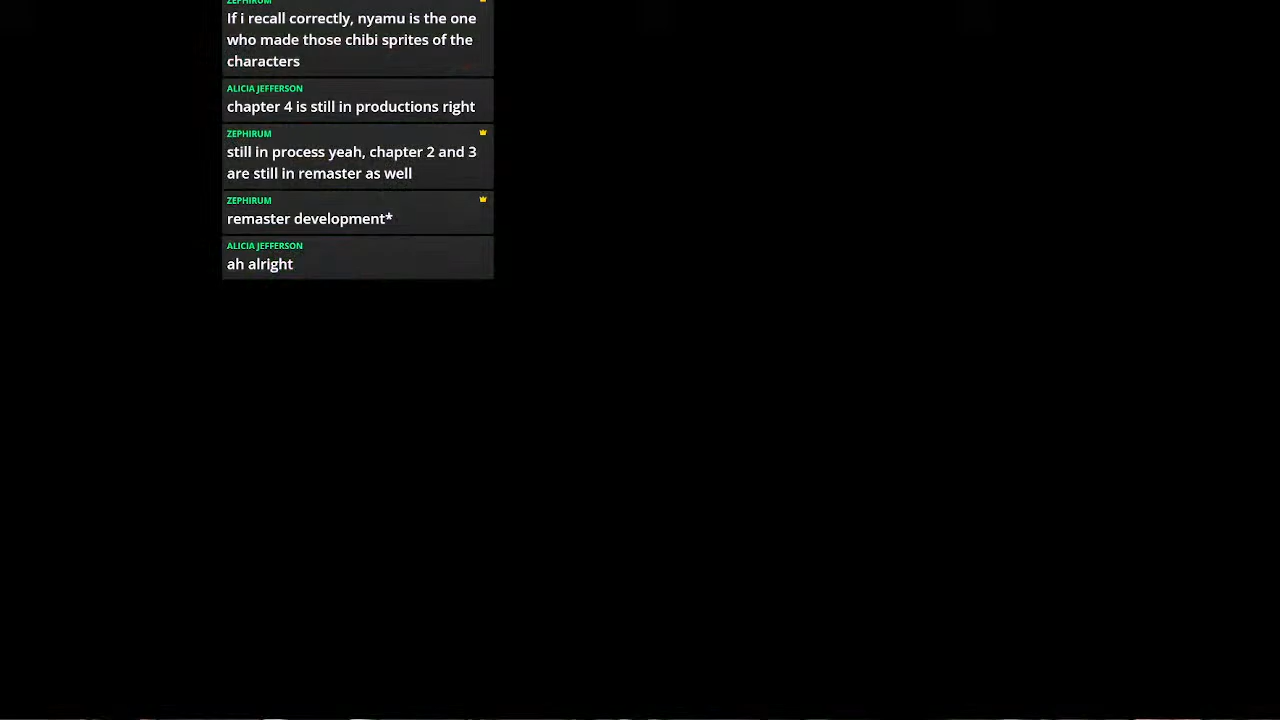 ZEPHIRUM
If i recall correctly, nyamu is the one
who made those chibi sprites of the
characters
ALICIA JEFFERSON
chapter 4 is still in productions right
ZEPHIRUM
still in process yeah, chapter 2 and 3
are still in remaster as well
ZEPHIRUM
remaster development*
ALICIA JEFFERSON
ah alright